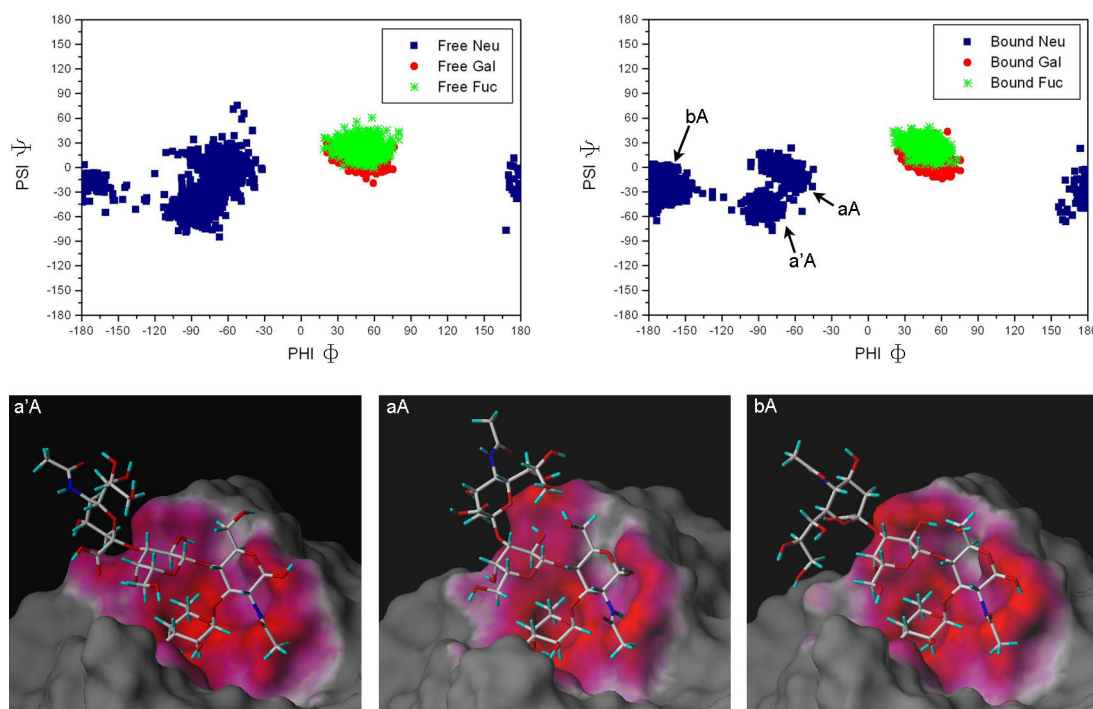 180
150
120
90
60
30
0
-30
-60
-90
-120
-150
-180
PSI Ψ
Free Neu
Free Gal
Free Fuc
-180 -150 -120 -90 -60 -30 0 30 60 90 120 150 180
PHI Φ
180
150
120
90
60
30
0
-30
-60
-90
-120
-150
-180
PSI Ψ
Bound Neu
Bound Gal
Bound Fuc
bA
aA
a'A
-180 -150 -120 -90 -60 -30 0 30 60 90 120 150 180
PHI Φ
a'A
aA
bA